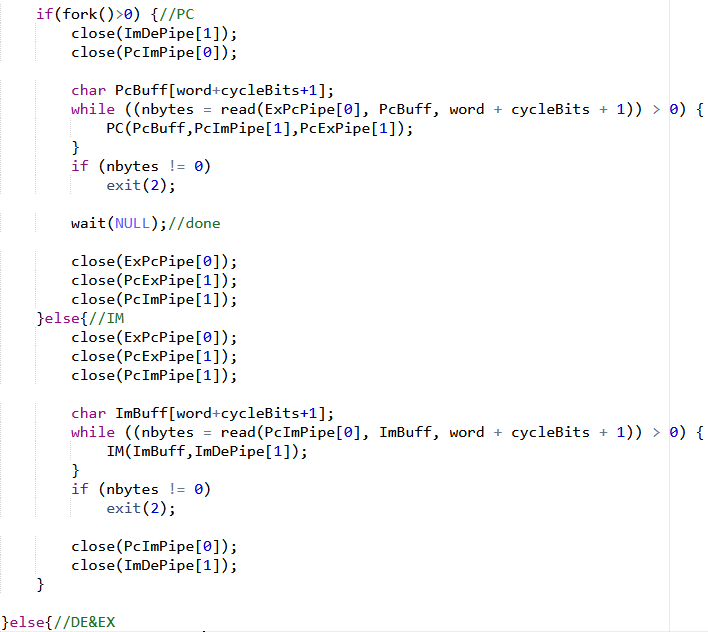 if(fork()>0) {//PC
close(ImDePipe[1]);
close(PcImPipe[0]);
char PcBuff[word+cycleBits+1];
while ((nbytes = read(ExPcPipe[0], PcBuff, word + cycleBits + 1)) > 0) {
PC(PcBuff,PcImPipe[1],PcExPipe[1]);
}
if (nbytes != 0)
exit(2);
wait(NULL);//done
close(ExPcPipe[0]);
close(PcExPipe[1]);
close(PcImPipe[1]);
}else{//IM
close(ExPcPipe[0]);
close(PcExPipe[1]);
close(PcImPipe[1]);
char ImBuff[word+cycleBits+1];
while ((nbytes = read(PcImPipe[0], ImBuff, word + cycleBits + 1)) > 0) {
IM(ImBuff,ImDePipe[1]);
}
if (nbytes != 0)
exit(2);
close(PcImPipe[0]);
close(ImDePipe[1]);
}
}else{//DE&EX